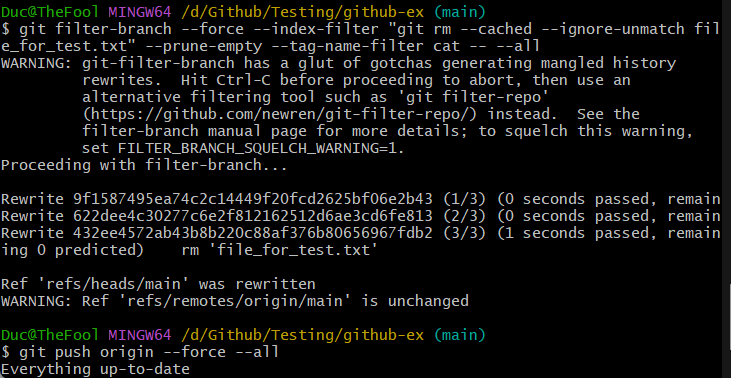 Duc@TheFool MINGW64 /d/Github/Testing/github-ex (main)
$ git filter-branch --force --index-filter "git rm --cached --ignore-unmatch fil
e_for_test.txt" --prune-empty --tag-name-filter cat -- --all
WARNING: git-filter-branch has a glut of gotchas generating mangled history
rewrites.  Hit Ctrl-C before proceeding to abort, then use an
alternative filtering tool such as 'git filter-repo'
(https://github.com/newren/git-filter-repo/) instead.  See the
filter-branch manual page for more details; to squelch this warning,
set FILTER_BRANCH_SQUELCH_WARNING=1.
Proceeding with filter-branch...
Rewrite 9f1587495ea74c2c14449f20fcd2625bf06e2b43 (1/3) (0 seconds passed, remain
Rewrite 622dee4c30277c6e2f812162512d6ae3cd6fe813 (2/3) (0 seconds passed, remain
Rewrite 432ee4572ab43b8b220c88af376b80656967fdb2 (3/3) (1 seconds passed, remain
ing 0 predicted)    rm 'file_for_test.txt'
Ref 'refs/heads/main' was rewritten
WARNING: Ref 'refs/remotes/origin/main' is unchanged
Duc@TheFool MINGW64 /d/Github/Testing/github-ex (main)
$ git push origin --force --all
Everything up-to-date